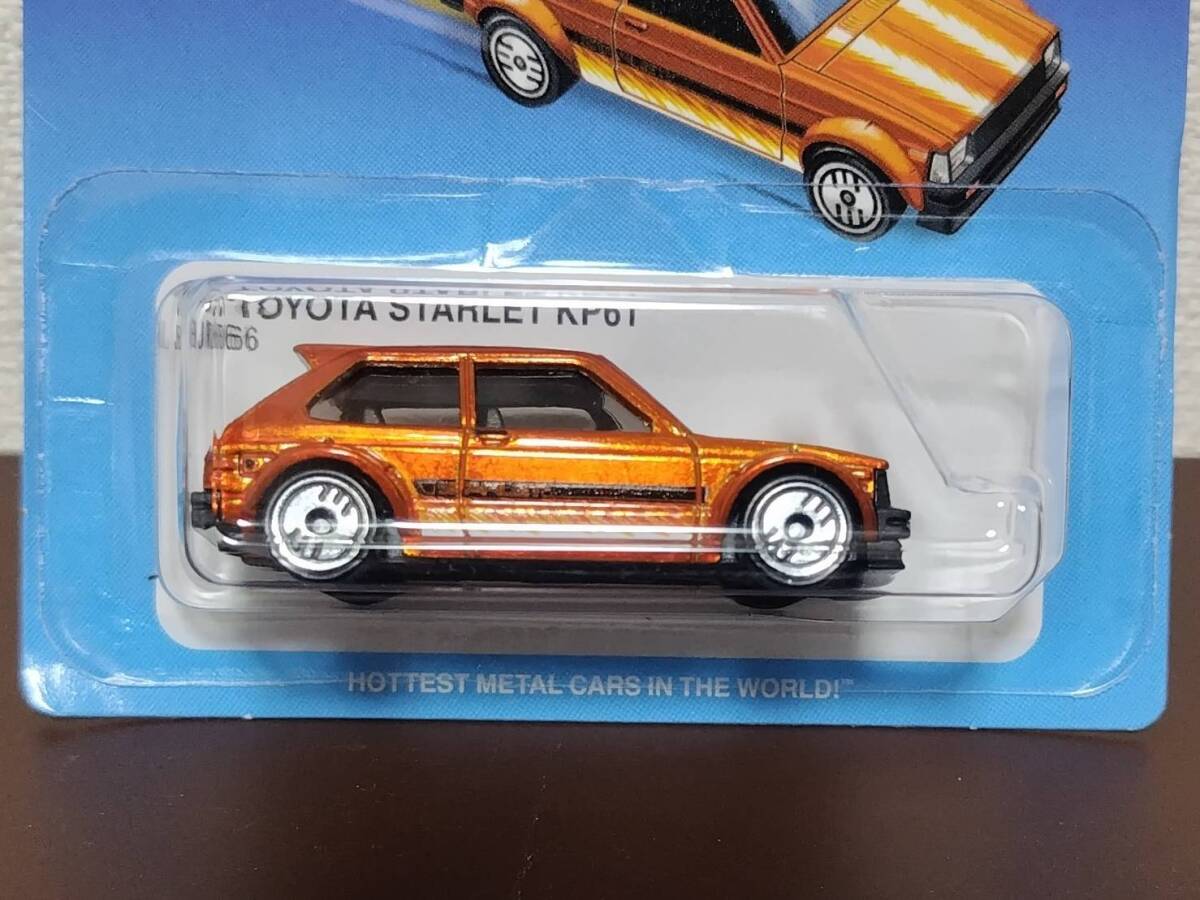 TOYOTA STARLET KP61
HOTTEST METAL CARS IN THE WORLD!™